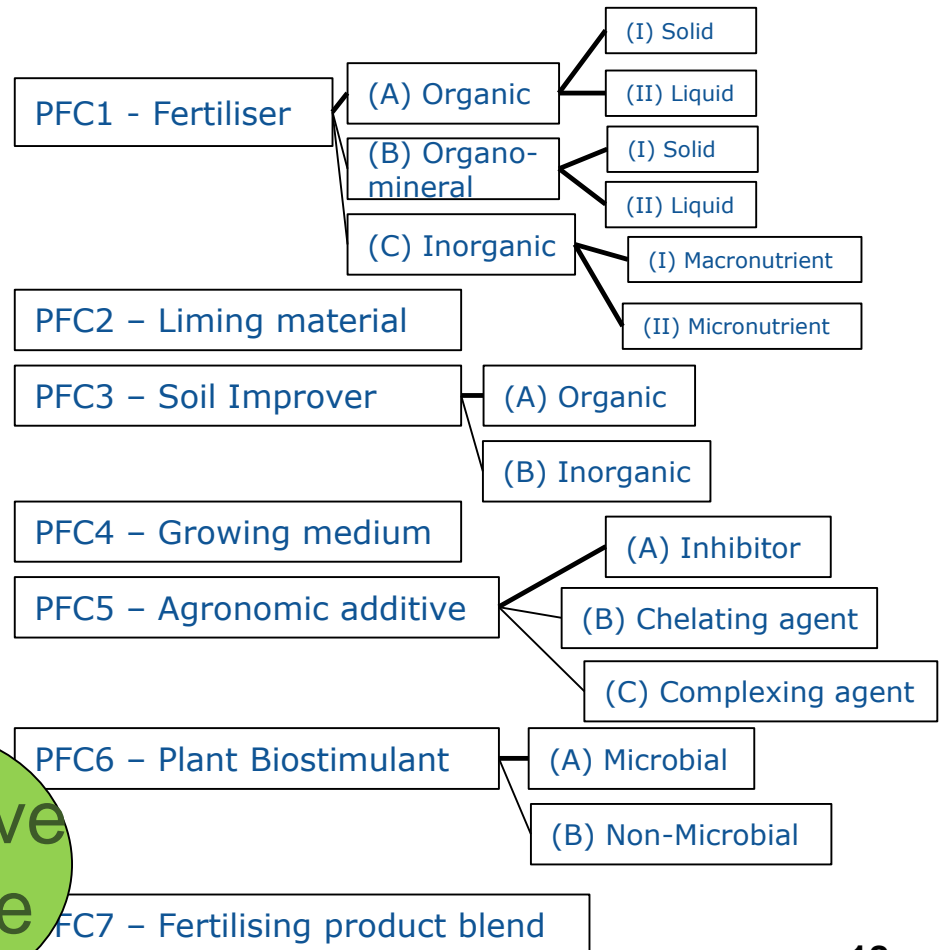 (I) Solid
PFC1 - Fertiliser
(A) Organic
(II) Liquid
(B) Organo-
mineral
(I) Solid
(II) Liquid
(C) Inorganic
(I) Macronutrient
(II) Micronutrient
PFC2 – Liming material
PFC3 – Soil Improver
(A) Organic
(B) Inorganic
PFC4 – Growing medium
PFC5 – Agronomic additive
(A) Inhibitor
(B) Chelating agent
(C) Complexing agent
PFC6 – Plant Biostimulant
(A) Microbial
(B) Non-Microbial
FC7 – Fertilising product blend